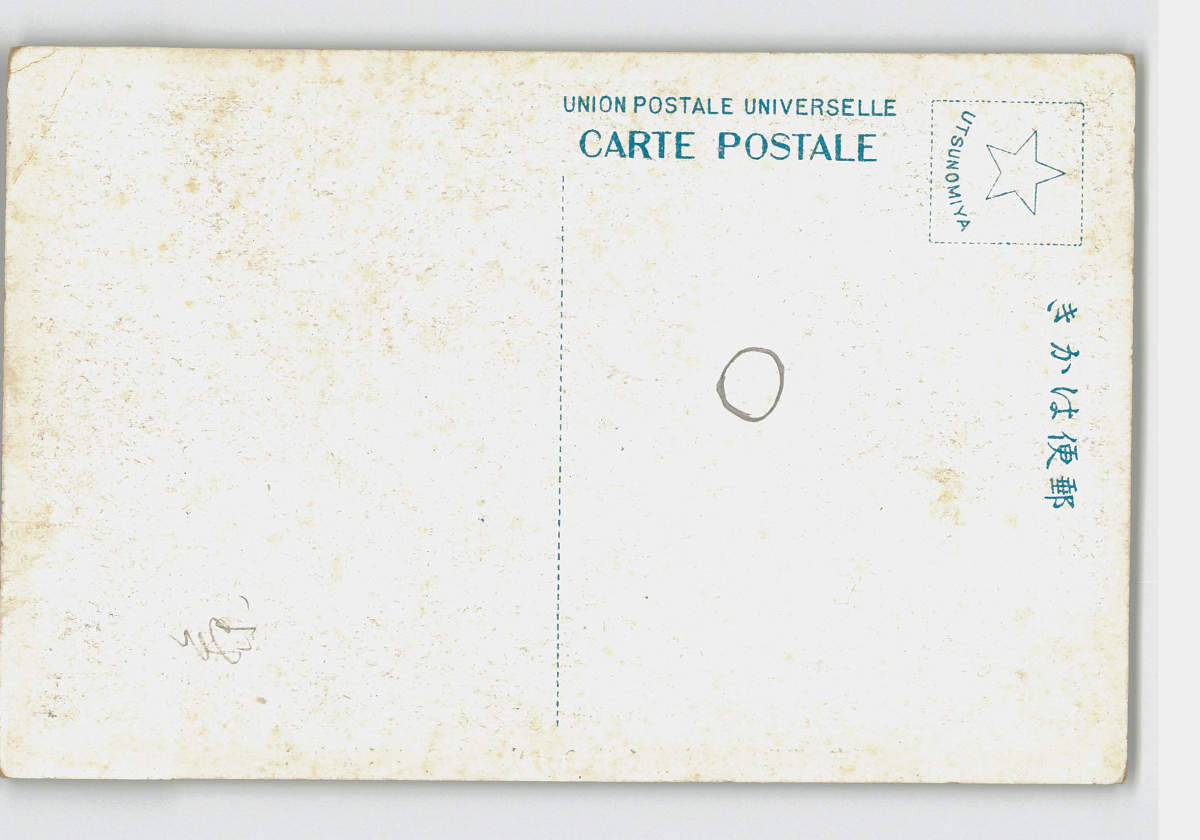 UNION POSTALE UNIVERSELLE
CARTE POSTALE
UTSUNOMIYA
郵便はかき